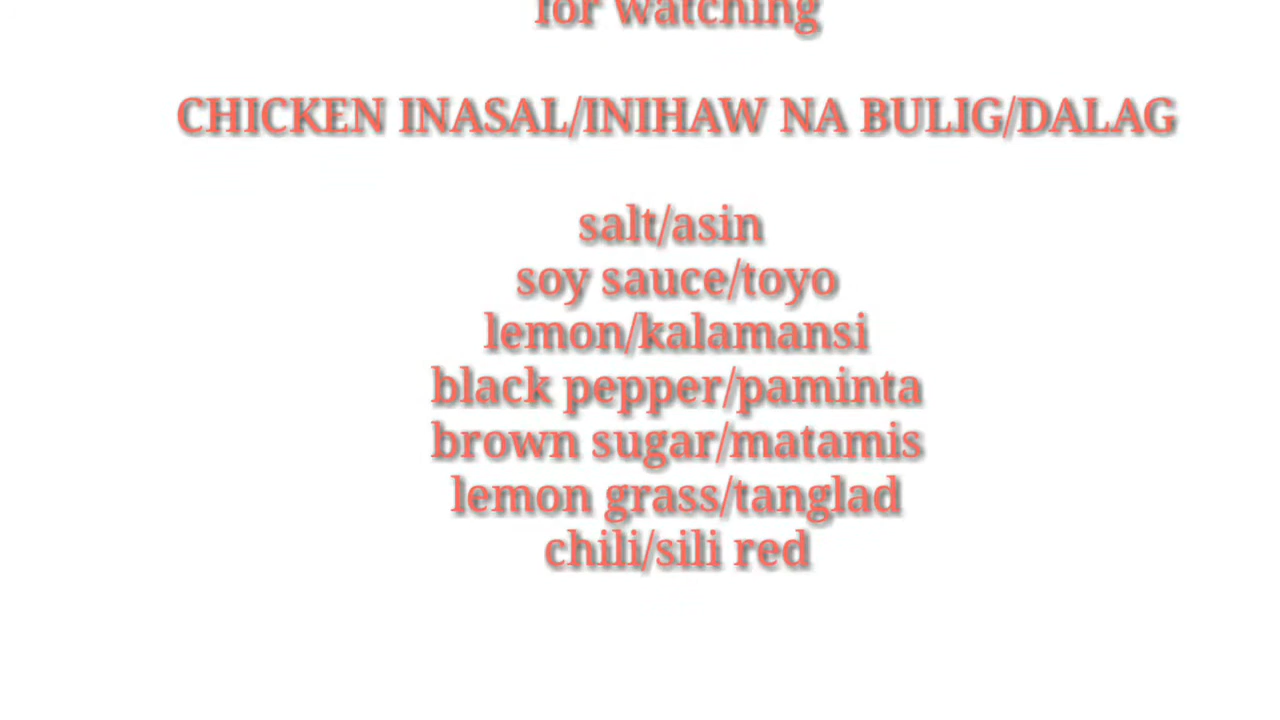 for watching
CHICKEN INASAL/INIHAW NA BULIG/DALAG
salt/asin
soy sauce/toyo
lemon/kalamansi
black pepper/paminta
brown sugar/matamis
lemon grass/tanglad
chili/sili red